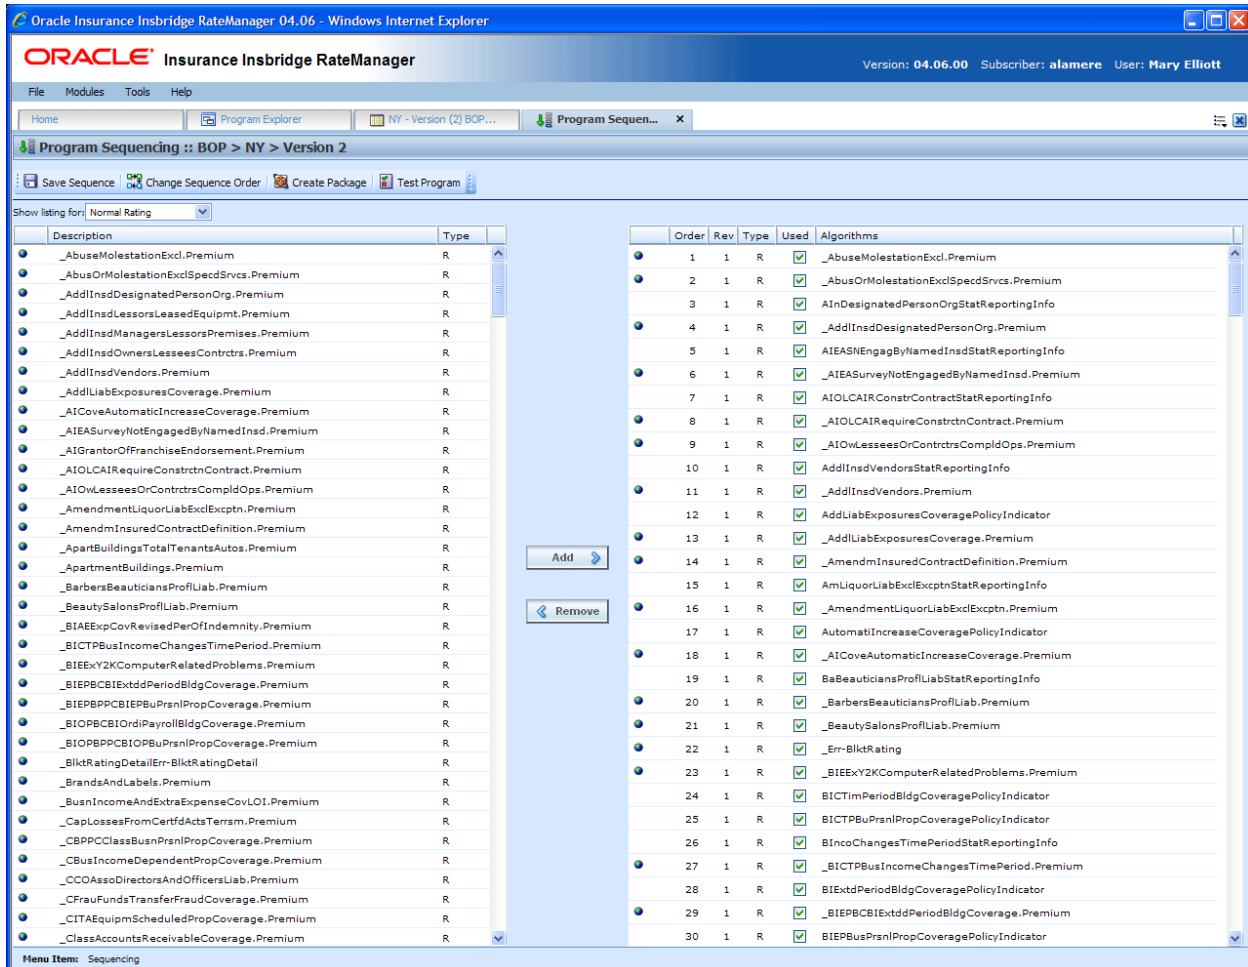 Oracle Insurance Insbridge RateManager 04.06 - Windows Internet Explorer
ORACLE Insurance Insbridge RateManager
Version: 04.06.00 Subscriber: alamere User: Mary Elliott
File Modules Tools Help
Home Program Explorer NY - Version (2) BOP... Program Sequen... x
Program Sequencing :: BOP > NY > Version 2
Save Sequence Change Sequence Order Create Package Test Program
Show listing for: Normal Rating
Description Type
_AbuseMolestationExcl.Premium R
_AbusOrMolestationExclSpecdSrvcs.Premium R
_AddlInsdDesignatedPersonOrg.Premium R
_AddlInsdLessorsLeasedEquipmt.Premium R
_AddlInsdManagersLessorsPremises.Premium R
_AddlInsdOwnersLesseesContrctrs.Premium R
_AddlInsdVendors.Premium R
_AddlLiabExposuresCoverage.Premium R
_AICoveAutomaticIncreaseCoverage.Premium R
_AIEASurveyNotEngagedByNamedInsd.Premium R
_AIGrantorOfFranchiseEndorsement.Premium R
_AIOLCAIRequireConstrctnContract.Premium R
_AIOwLesseesOrContrctrsCompldOps.Premium R
_AmendmentLiquorLiabExclExcptn.Premium R
_AmendmInsuredContractDefinition.Premium R
_ApartBuildingsTotalTenantsAutos.Premium R
_ApartmentBuildings.Premium R
_BarbersBeauticiansProflLiab.Premium R
_BeautySalonsProflLiab.Premium R
_BIAEExpCovRevisedPerOfIndemnity.Premium R
_BICTPBusIncomeChangesTimePeriod.Premium R
_BIEExY2KComputerRelatedProblems.Premium R
_BIEPBCBIExtddPeriodBldgCoverage.Premium R
_BIEPBPPCBIEPBuPrsnlPropCoverage.Premium R
_BIOPBCBIOrdiPayrollBldgCoverage.Premium R
_BIOPBPPCBIOPBuPrsnlPropCoverage.Premium R
_BlktRatingDetailErr-BlktRatingDetail R
_BrandsAndLabels.Premium R
_BusnIncomeAndExtraExpenseCovLOI.Premium R
_CapLossesFromCertfdActsTerrsm.Premium R
_CBPPCClassBusnPrsnlPropCoverage.Premium R
_CBusIncomeDependentPropCoverage.Premium R
_CCOAssoDirectorsAndOfficersLiab.Premium R
_CFrauFundsTransferFraudCoverage.Premium R
_CITAEquipmScheduledPropCoverage.Premium R
_ClassAccountsReceivableCoverage.Premium R
Add
Remove
Order Rev Type Used Algorithms
1 1 R _AbuseMolestationExcl.Premium
2 1 R _AbusOrMolestationExclSpecdSrvcs.Premium
3 1 R AInDesignatedPersonOrgStatReportingInfo
4 1 R _AddlInsdDesignatedPersonOrg.Premium
5 1 R AIEASNEngagByNamedInsdStatReportingInfo
6 1 R _AIEASurveyNotEngagedByNamedInsd.Premium
7 1 R AIOLCAIRConstrContractStatReportingInfo
8 1 R _AIOLCAIRequireConstrctnContract.Premium
9 1 R _AIOwLesseesOrContrctrsCompldOps.Premium
10 1 R AddlInsdVendorsStatReportingInfo
11 1 R _AddlInsdVendors.Premium
12 1 R AddLiabExposuresCoveragePolicyIndicator
13 1 R _AddlLiabExposuresCoverage.Premium
14 1 R _AmendmInsuredContractDefinition.Premium
15 1 R AmLiquorLiabExclExcptnStatReportingInfo
16 1 R _AmendmentLiquorLiabExclExcptn.Premium
17 1 R AutomatiIncreaseCoveragePolicyIndicator
18 1 R _AICoveAutomaticIncreaseCoverage.Premium
19 1 R BaBeauticiansProflLiabStatReportingInfo
20 1 R _BarbersBeauticiansProflLiab.Premium
21 1 R _BeautySalonsProflLiab.Premium
22 1 R _Err-BlktRating
23 1 R _BIEExY2KComputerRelatedProblems.Premium
24 1 R BICTimPeriodBldgCoveragePolicyIndicator
25 1 R BICTPBuPrsnlPropCoveragePolicyIndicator
26 1 R BIncoChangesTimePeriodStatReportingInfo
27 1 R _BICTPBusIncomeChangesTimePeriod.Premium
28 1 R BIExtdPeriodBldgCoveragePolicyIndicator
29 1 R _BIEPBCBIExtddPeriodBldgCoverage.Premium
30 1 R BIEPBusPrsnlPropCoveragePolicyIndicator
Menu Item: Sequencing